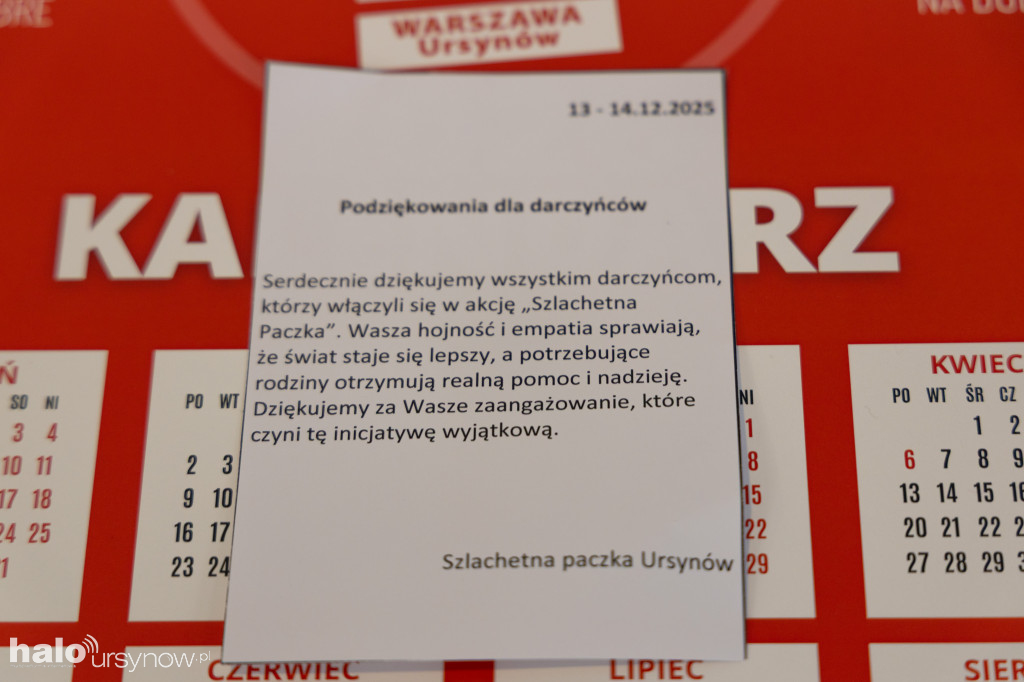 BRE
NA DOB
WARSZAWA
Ursynów
13 - 14.12.2025
KA RZ
Podziękowania dla darczyńców
Serdecznie dziękujemy wszystkim darczyńcom,
którzy włączyli się w akcję „Szlachetna
Paczka”. Wasza hojność i empatia sprawiają,
że świat staje się lepszy, a potrzebujące
rodziny otrzymują realną pomoc i nadzieję.
Dziękujemy za Wasze zaangażowanie, które
czyni tę inicjatywę wyjątkową.
Szlachetna paczka Ursynów
Ń
SO NI
3 4
10 11
17 18
24 25
PO WT
2 3
9 10
16 17
23 24
NI
1
8
15
22
29
KWIEC
PO WT ŚR CZ
1 2
6 7 8 9
13 14 15 16
20 21 22 2
27 28 29 3
CZERWIEC
LIPIEC
SIER
halo ursynow.pl